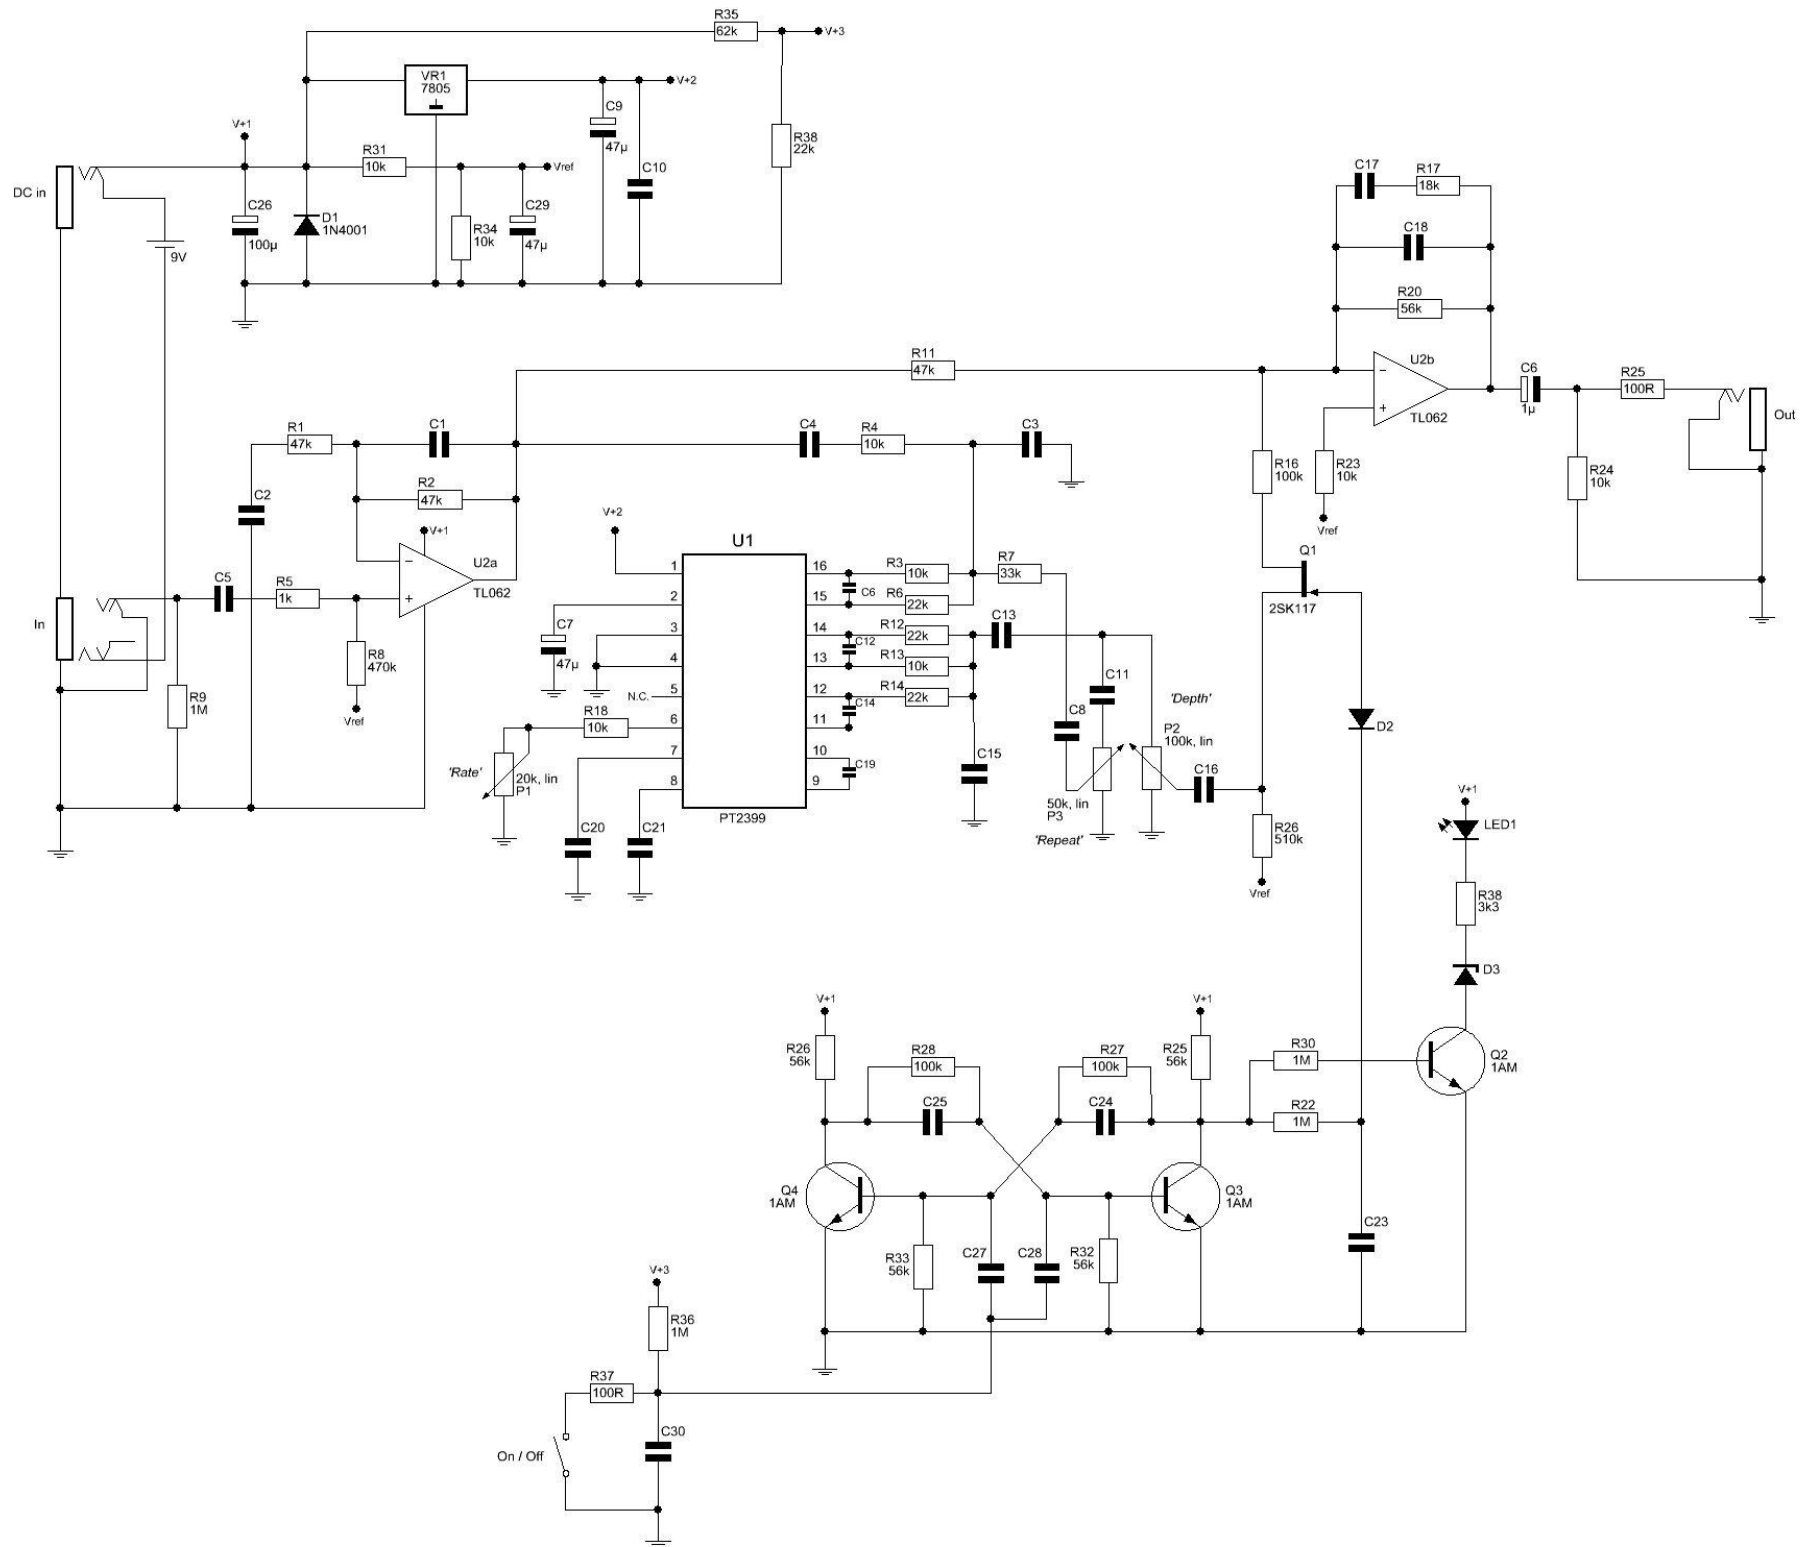 R35
62k
V+3
VR1
7805
V+2
C9
47µ
R38
22k
V+1
R31
10k
Vref
C10
DC in
C26
100µ
D1
1N4001
R34
10k
C29
47µ
9V
C17
R17
18k
C18
R20
56k
R11
47k
U2b
TL062
C6
1µ
R25
100R
Out
R1
47k
C1
C4
R4
10k
C3
R2
47k
C2
R16
100k
R23
10k
Vref
R24
10k
V+1
U2a
TL062
V+2
U1
C5
R5
1k
In
R8
470k
Vref
R9
1M
C7
47µ
N.C.
R18
10k
'Rate'
20k, lin
P1
C20
C21
1
2
3
4
5
6
7
8
16
15
14
13
12
11
10
9
PT2399
C6
C12
C14
C19
R3
10k
R6
22k
R12
22k
R13
10k
R14
22k
R7
33k
C13
C11
C8
C15
'Depth'
P2
100k, lin
50k, lin
P3
'Repeat'
C16
Q1
2SK117
D2
R26
510k
Vref
V+1
LED1
R38
3k3
D3
Q2
1AM
V+1
R26
56k
R28
100k
C25
R27
100k
C24
V+1
R25
56k
R30
1M
R22
1M
Q4
1AM
Q3
1AM
R33
56k
C27
C28
R32
56k
C23
V+3
R36
1M
R37
100R
C30
On / Off